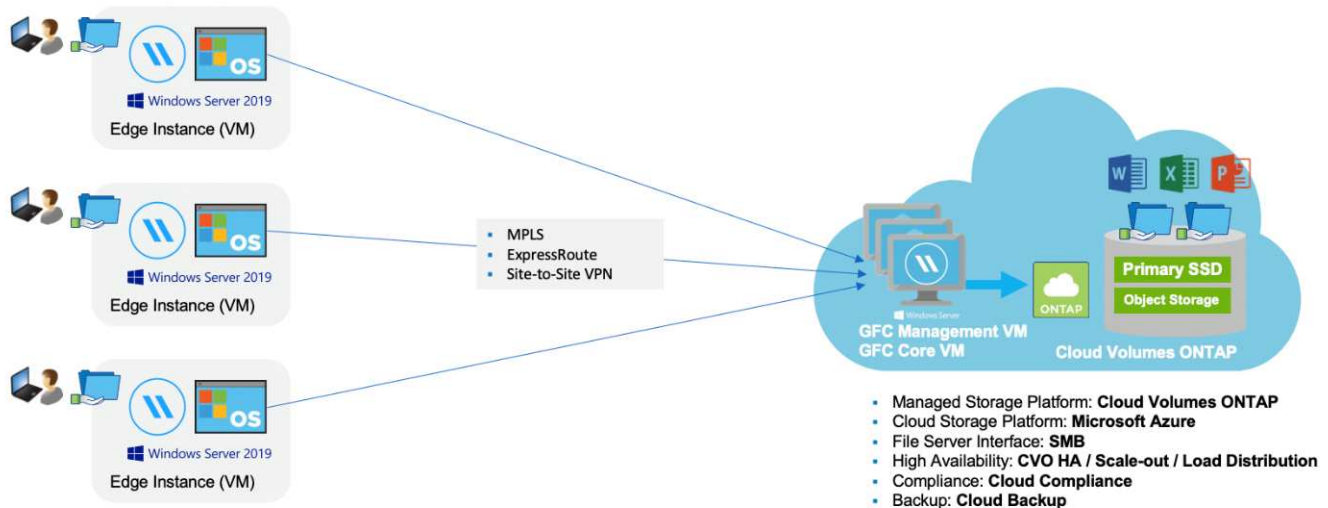 OS
Windows Server 2019
Edge Instance (VM)
OS
Windows Server 2019
Edge Instance (VM)
OS
Windows Server 2019
Edge Instance (VM)
▪ MPLS
▪ ExpressRoute
▪ Site-to-Site VPN
W X P
Primary SSD
Object Storage
ONTAP
Windows Server
GFC Management VM
GFC Core VM
Cloud Volumes ONTAP
▪ Managed Storage Platform: Cloud Volumes ONTAP
▪ Cloud Storage Platform: Microsoft Azure
▪ File Server Interface: SMB
▪ High Availability: CVO HA / Scale-out / Load Distribution
▪ Compliance: Cloud Compliance
▪ Backup: Cloud Backup